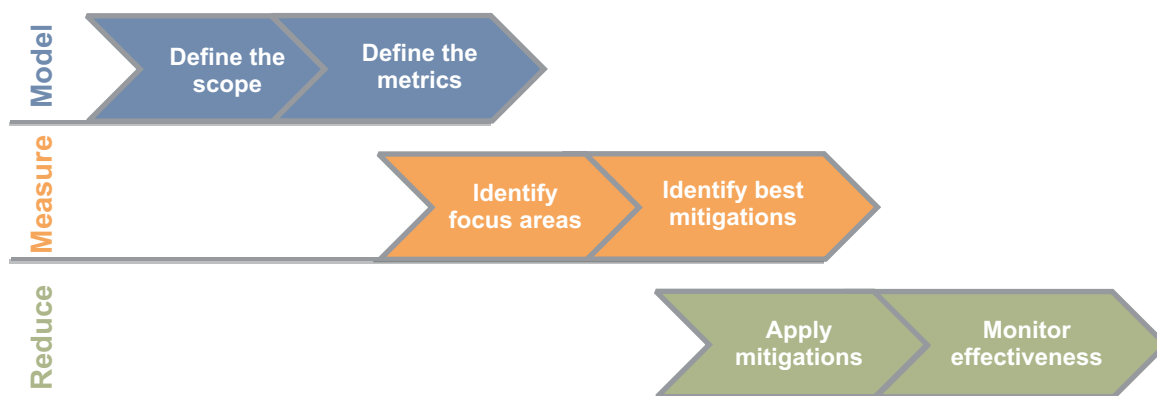 Model
Define the
scope
Define the
metrics
Measure
Identify
focus areas
Identify best
mitigations
Reduce
Apply
mitigations
Monitor
effectiveness